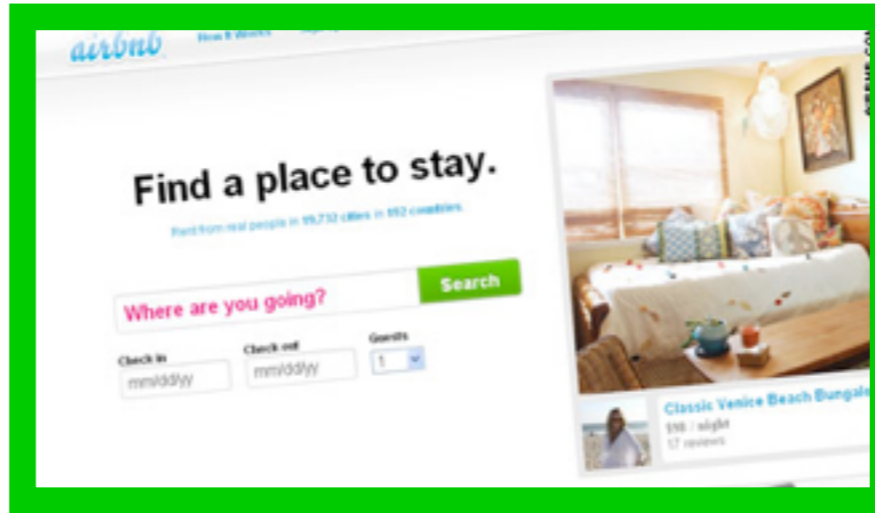 airbnb
How It Works
Find a place to stay.
Rent from real people in 19,732 cities in 192 countries.
Where are you going?
Search
Check in
Check out
Guests
mm/dd/yy
mm/dd/yy
1
Classic Venice Beach Bungalo
$98 / night
17 reviews